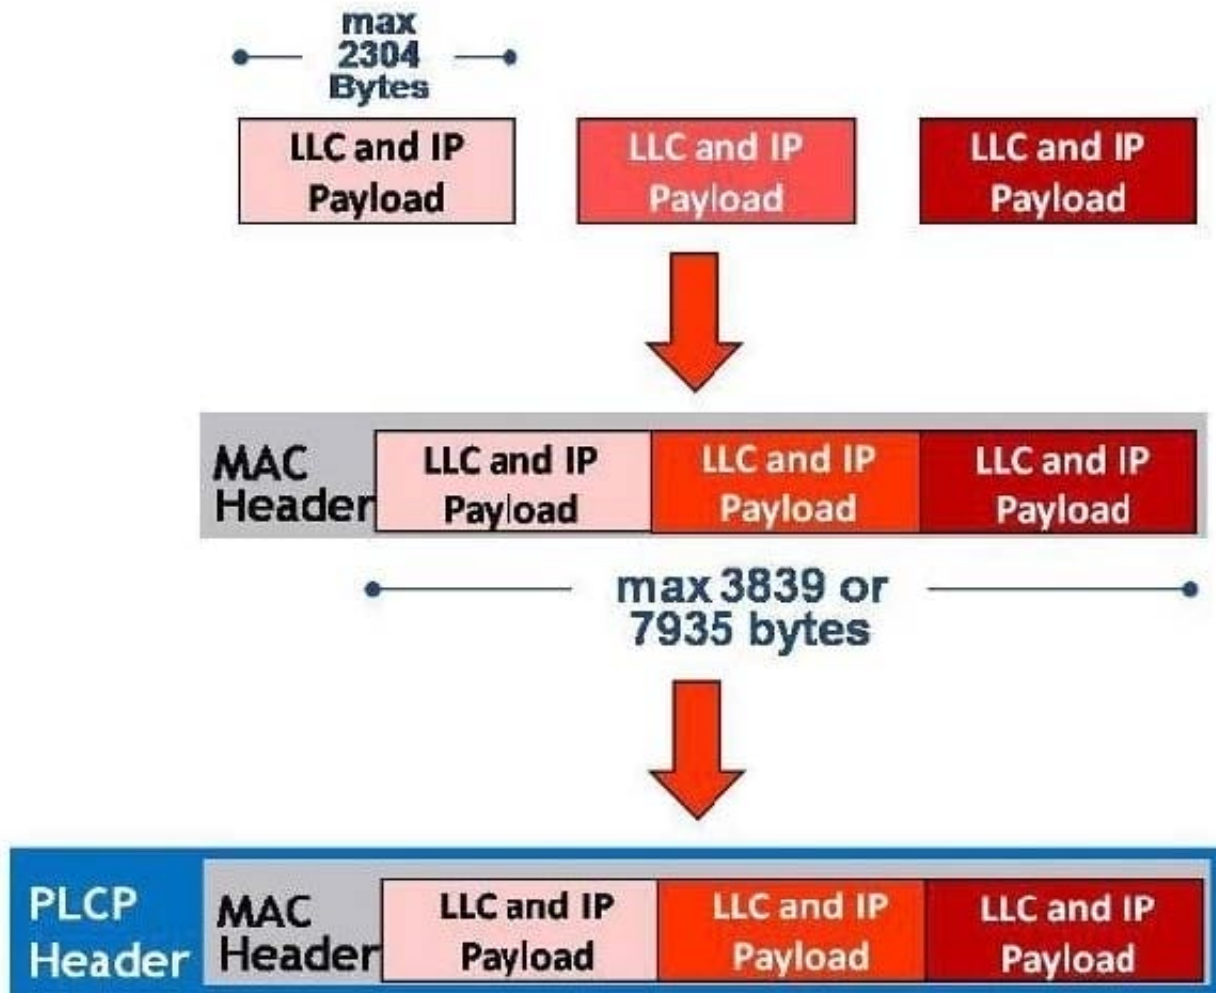 max
2304
Bytes
LLC and IP
Payload
LLC and IP
Payload
LLC and IP
Payload
MAC
Header
LLC and IP
Payload
LLC and IP
Payload
LLC and IP
Payload
max 3839 or
7935 bytes
PLCP
Header
MAC
Header
LLC and IP
Payload
LLC and IP
Payload
LLC and IP
Payload